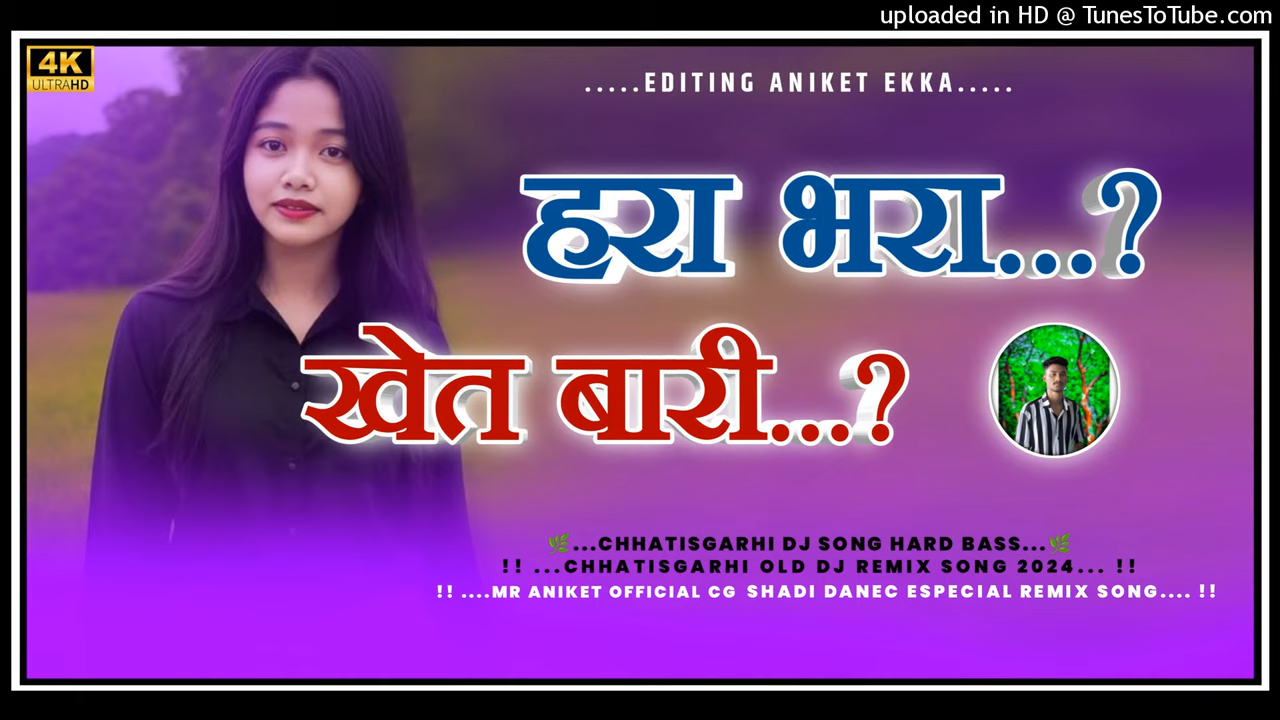 uploaded in HD @ TunesToTube.com
4K
ULTRAHD
.....EDITING ANIKET EKKA.....
हरा भरा...?
खेत बारी...?
🌿...CHHATISGARHI DJ SONG HARD BASS...🌿
!! ...CHHATISGARHI OLD DJ REMIX SONG 2024... !!
!! ....MR ANIKET OFFICIAL CG SHADI DANEC ESPECIAL REMIX SONG.... !!